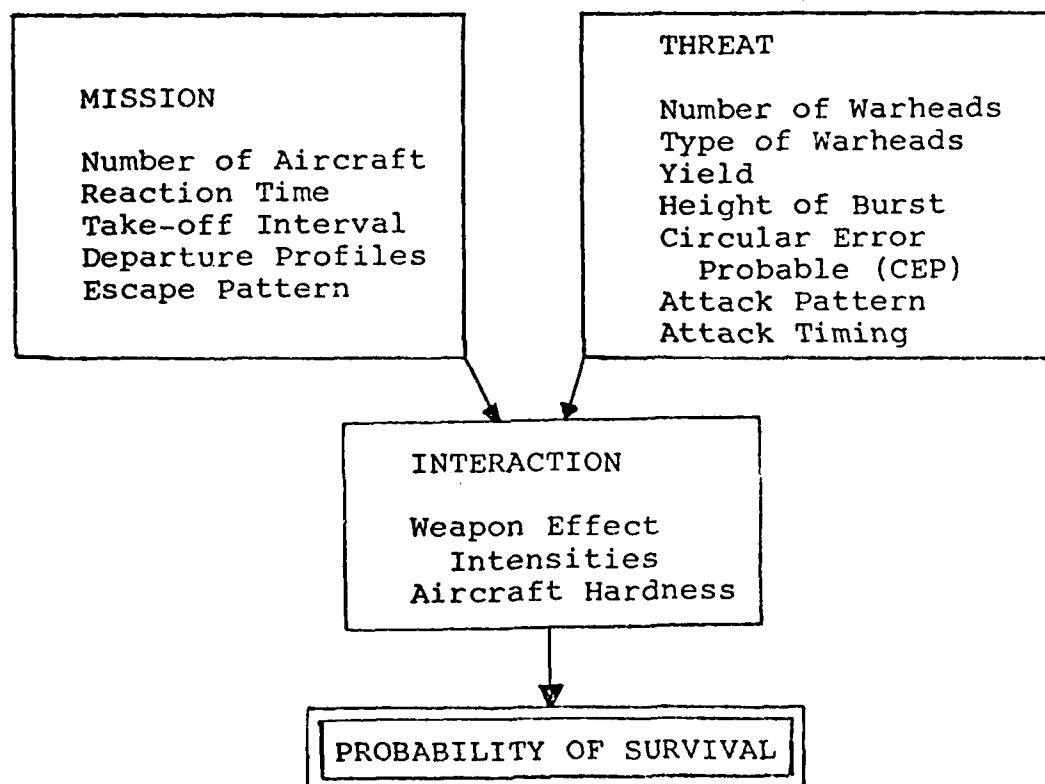 MISSION
Number of Aircraft
Reaction Time
Take-off Interval
Departure Profiles
Escape Pattern
THREAT
Number of Warheads
Type of Warheads
Yield
Height of Burst
Circular Error
Probable (CEP)
Attack Pattern
Attack Timing
INTERACTION
Weapon Effect
Intensities
Aircraft Hardness
PROBABILITY OF SURVIVAL